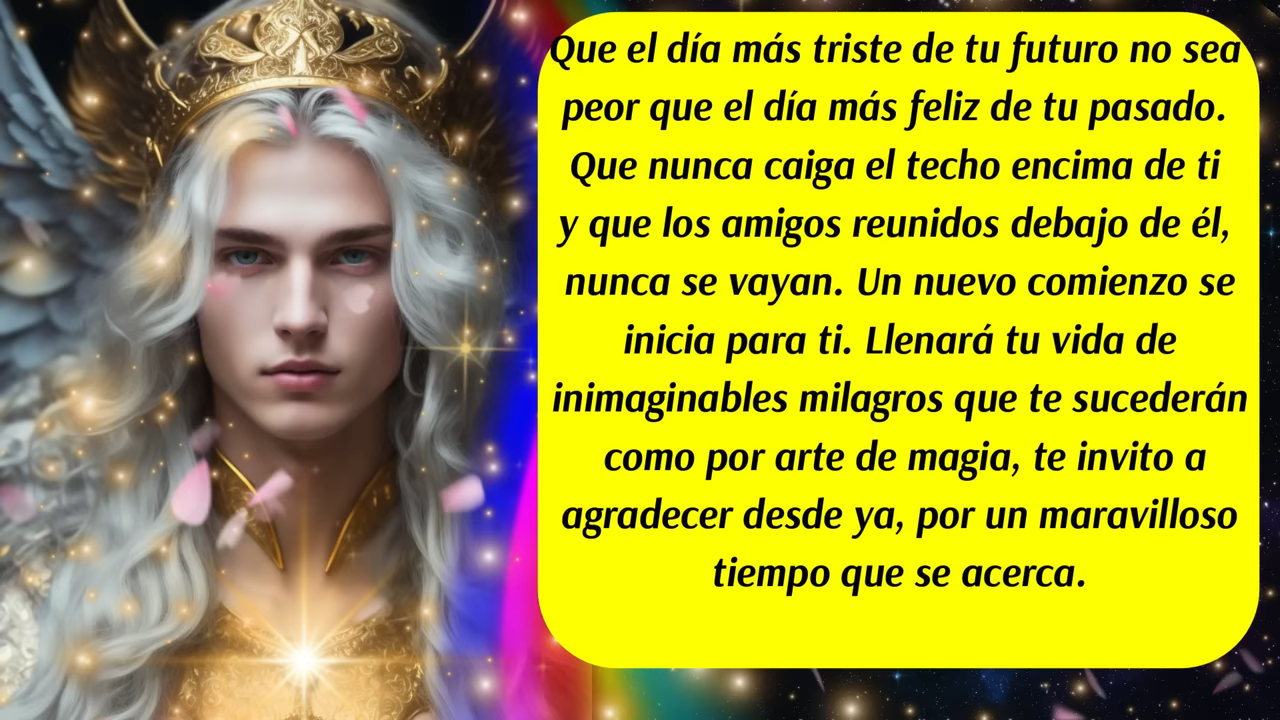 Que el día más triste de tu futuro no sea
peor que el día más feliz de tu pasado.
Que nunca caiga el techo encima de ti
y que los amigos reunidos debajo de él,
nunca se vayan. Un nuevo comienzo se
inicia para ti. Llenará tu vida de
inimaginables milagros que te sucederán
como por arte de magia, te invito a
agradecer desde ya, por un maravilloso
tiempo que se acerca.